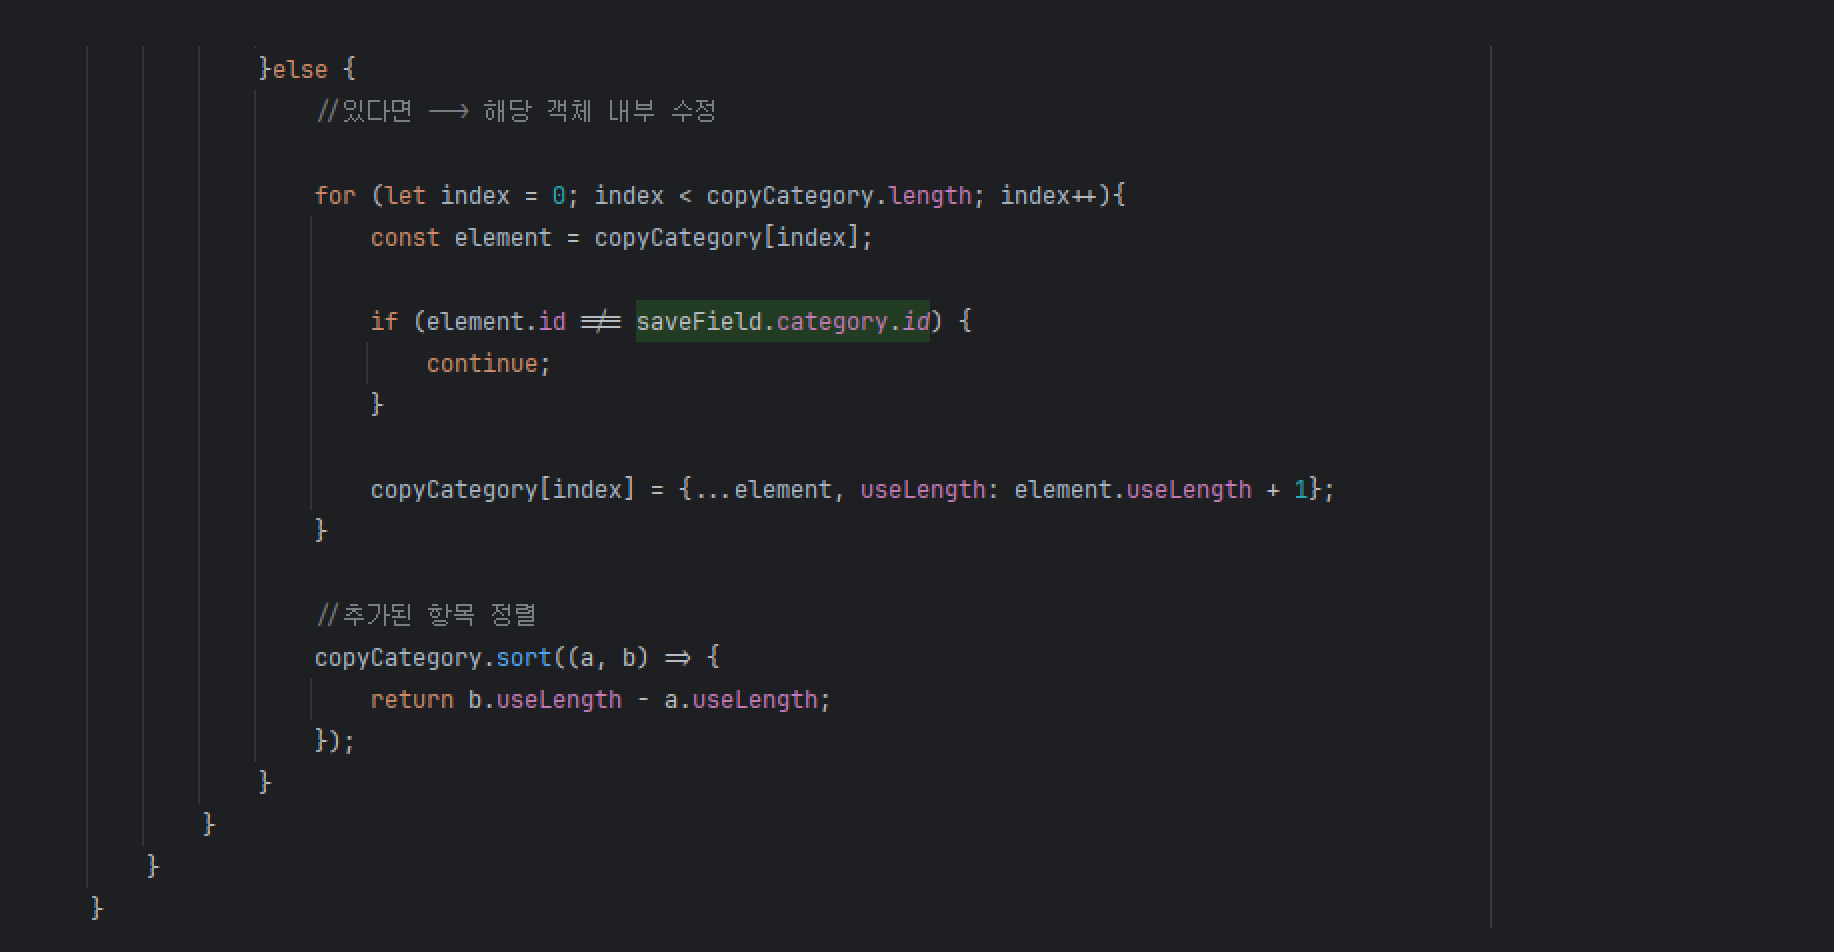 }else {
//있다면 --> 해당 객체 내부 수정
for (let index = 0; index < copyCategory.length; index++){
const element = copyCategory[index];
if (element.id !== saveField.category.id) {
continue;
}
copyCategory[index] = {...element, useLength: element.useLength + 1};
}
//추가된 항목 정렬
copyCategory.sort((a, b) => {
return b.useLength - a.useLength;
});
}
}
}
}